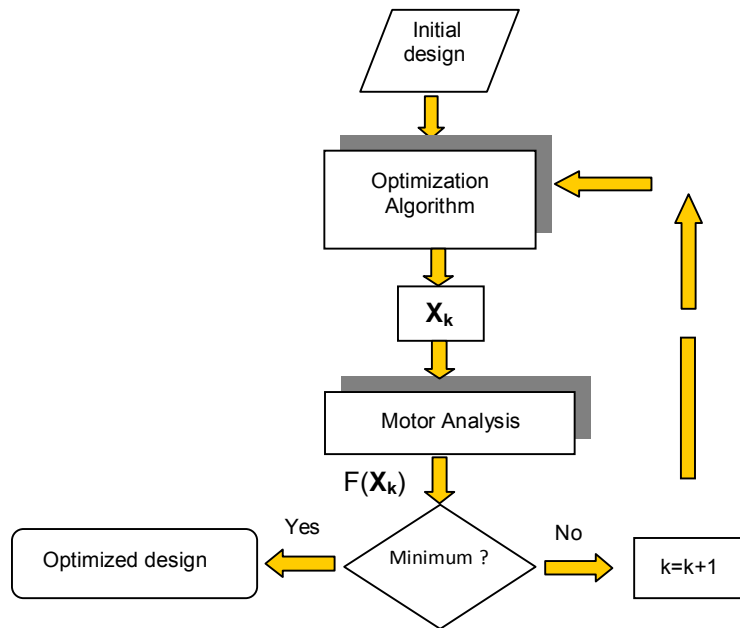 Initial
design
Optimization
Algorithm
Xₖ
Motor Analysis
F(Xₖ)
Yes
No
Optimized design
Minimum ?
k=k+1